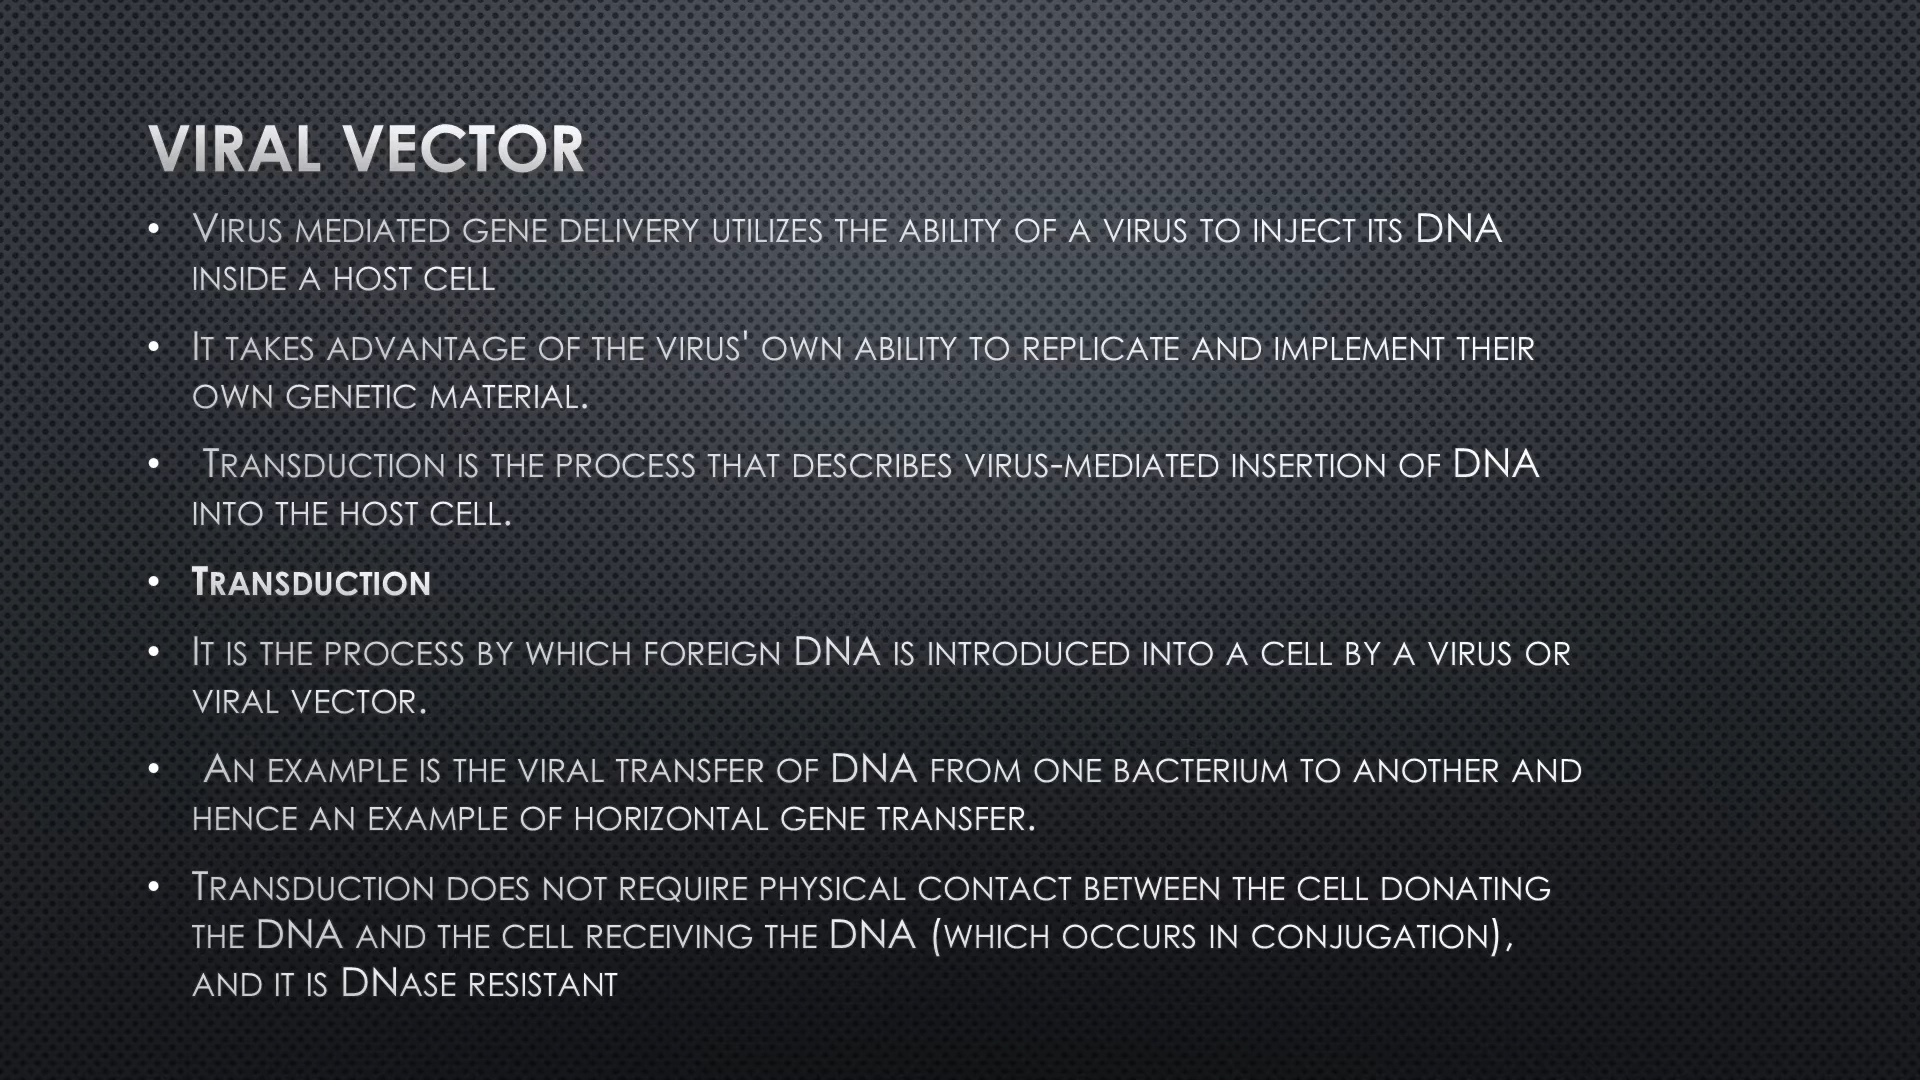 VIRAL VECTOR
• Virus mediated gene delivery utilizes the ability of a virus to inject its DNA
inside a host cell
• It takes advantage of the virus' own ability to replicate and implement their
own genetic material.
• Transduction is the process that describes virus-mediated insertion of DNA
into the host cell.
• Transduction
• It is the process by which foreign DNA is introduced into a cell by a virus or
viral vector.
• An example is the viral transfer of DNA from one bacterium to another and
hence an example of horizontal gene transfer.
• Transduction does not require physical contact between the cell donating
the DNA and the cell receiving the DNA (which occurs in conjugation),
and it is DNase resistant